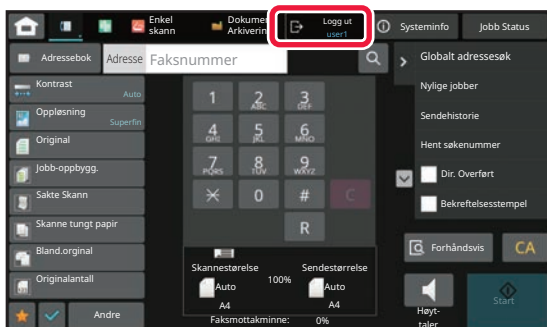 Enkel skann
Dokument Arkivering
Logg ut
user1
Systeminfo
Jobb Status
Adressebok
Adresse
Faksnummer
Kontrast
Auto
Oppløsning
Superfin
Original
Jobb-oppbygg.
Sakte Skann
Skanne tungt papir
Bland.orginal
Originalantall
Andre
1
2 ABC
3 DEF
4 GHI
5 JKL
6 MNO
7 PQRS
8 TUV
9 WXYZ
0
#
C
R
Skannestørelse
Sendestørrelse
100%
Auto
A4
Auto
A4
Faksmottakminne: 0%
Globalt adressesøk
Nylige jobber
Sendehistorie
Hent søkenummer
Dir. Overført
Bekreftelsesstempel
Forhåndsvis
CA
Høyt-
taler
Start